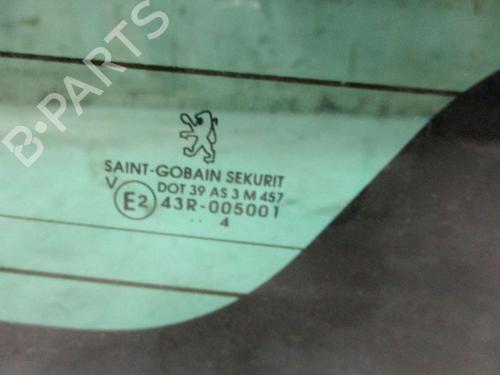 B-PARTS
SAINT-GOBAIN SEKURIT
V DOT 39 AS 3 M 457
E2 43R-005001
.. 4